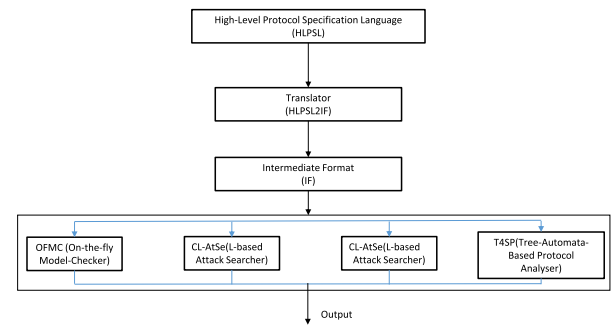 High-Level Protocol Specification Language
(HLPSL)
Translator
(HLPSL2IF)
Intermediate Format
(IF)
OFMC (On-the-fly
Model-Checker)
CL-AtSe(L-based
Attack Searcher)
CL-AtSe(L-based
Attack Searcher)
T4SP(Tree-Automata-
Based Protocol
Analyser)
Output